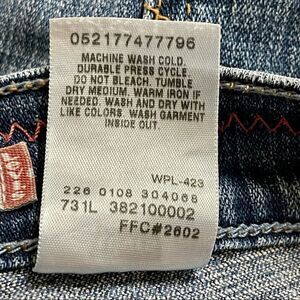 052177477796
MACHINE WASH COLD.
DURABLE PRESS CYCLE.
DO NOT BLEACH. TUMBLE
DRY MEDIUM. WARM IRON IF
NEEDED. WASH AND DRY WITH
LIKE COLORS. WASH GARMENT
INSIDE OUT.
WPL-423
226 0108 304068
731L 382100002
FFC#2602